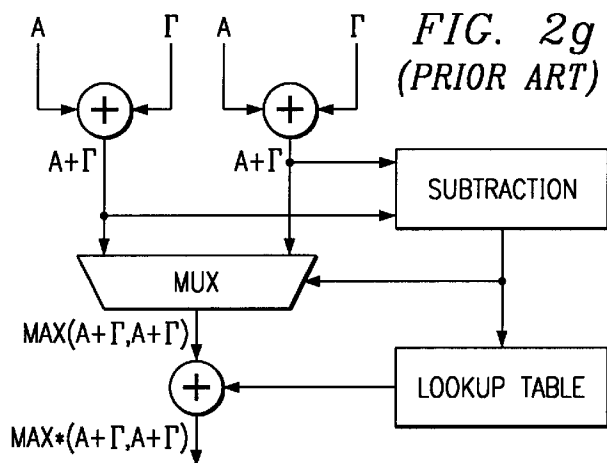 A Γ A Γ
FIG. 2g
(PRIOR ART)
+ +
A+Γ A+Γ
SUBTRACTION
MUX
MAX(A+Γ,A+Γ)
+
LOOKUP TABLE
MAX*(A+Γ,A+Γ)